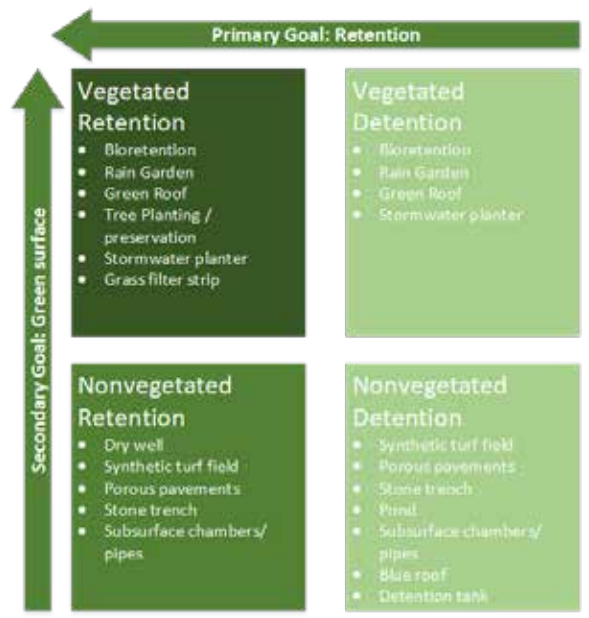 Primary Goal: Retention
Secondary Goal: Green surface
Vegetated
Retention
• Bioretention
• Rain Garden
• Green Roof
• Tree Planting /
preservation
• Stormwater planter
• Grass filter strip
Vegetated
Detention
• Bioretention
• Rain Garden
• Green Roof
• Stormwater planter
Nonvegetated
Retention
• Dry well
• Synthetic turf field
• Porous pavements
• Stone trench
• Subsurface chambers/
pipes
Nonvegetated
Detention
• Synthetic turf field
• Porous pavements
• Stone trench
• Pond
• Subsurface chambers/
pipes
• Blue roof
• Detention tank